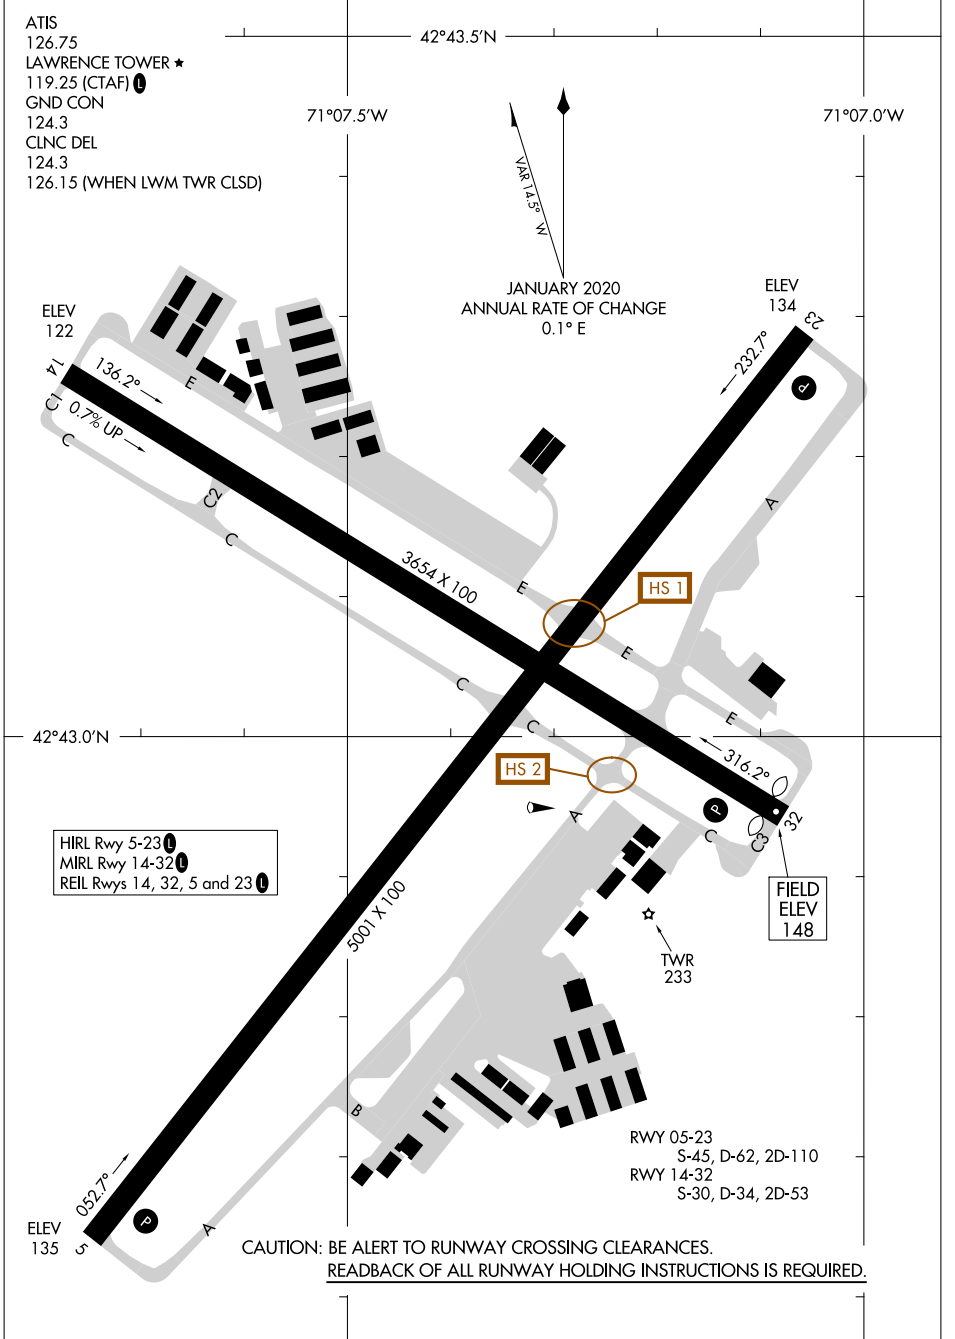 ATIS
126.75
LAWRENCE TOWER ★
119.25 (CTAF) L
GND CON
124.3
CLNC DEL
124.3
126.15 (WHEN LWM TWR CLSD)
42°43.5'N
71°07.5'W
71°07.0'W
VAR 14.5° W
JANUARY 2020
ANNUAL RATE OF CHANGE
0.1° E
ELEV
134
23
232.7°
P
ELEV
122
14
136.2°
0.7% UP
C1
C
E
C2
C
A
3654 X 100
E
HS 1
E
C
C
E
42°43.0'N
316.2°
HS 2
A
P
C
C3
32
HIRL Rwy 5-23 L
MIRL Rwy 14-32 L
REIL Rwys 14, 32, 5 and 23 L
5001 X 100
FIELD
ELEV
148
TWR
233
B
RWY 05-23
S-45, D-62, 2D-110
RWY 14-32
S-30, D-34, 2D-53
052.7°
P
A
ELEV
135
5
CAUTION: BE ALERT TO RUNWAY CROSSING CLEARANCES.
READBACK OF ALL RUNWAY HOLDING INSTRUCTIONS IS REQUIRED.